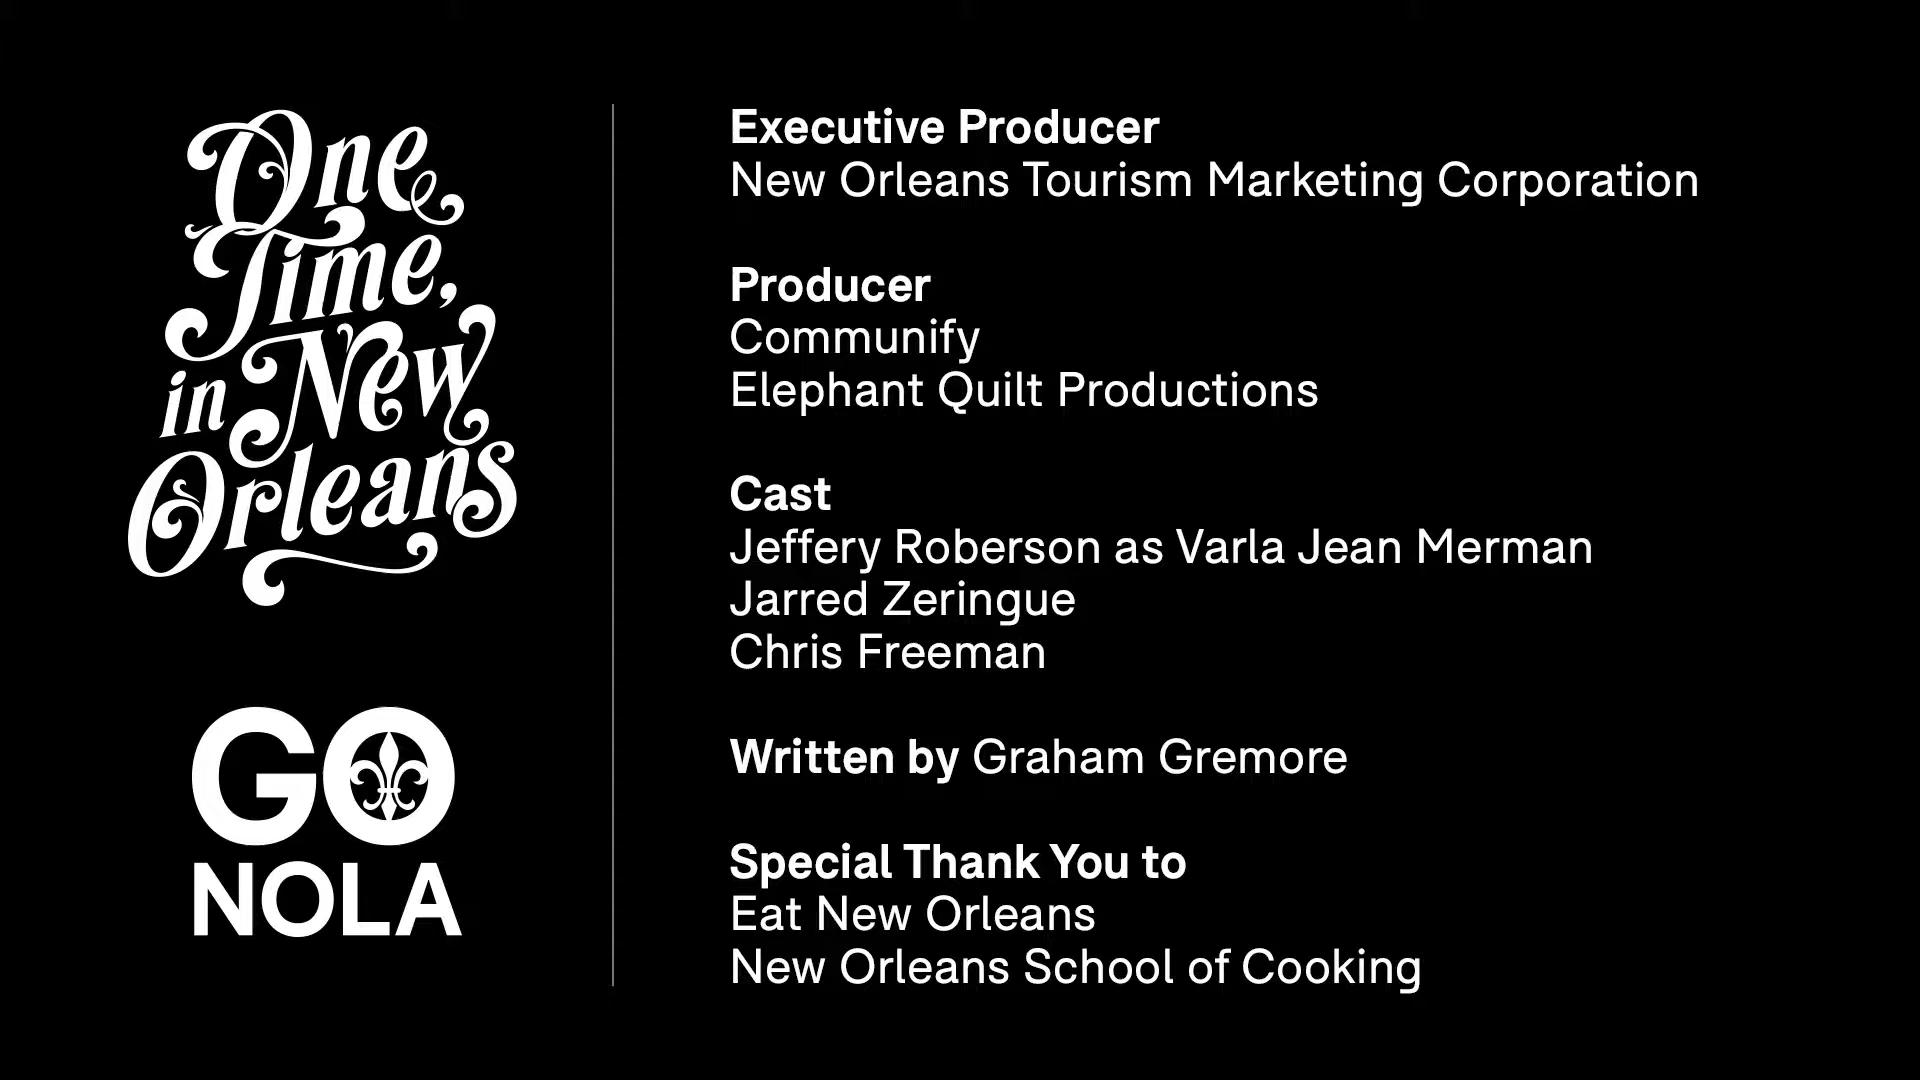 One
Time,
in New
Orleans
GO
NOLA
Executive Producer
New Orleans Tourism Marketing Corporation
Producer
Communify
Elephant Quilt Productions
Cast
Jeffery Roberson as Varla Jean Merman
Jarred Zeringue
Chris Freeman
Written by Graham Gremore
Special Thank You to
Eat New Orleans
New Orleans School of Cooking